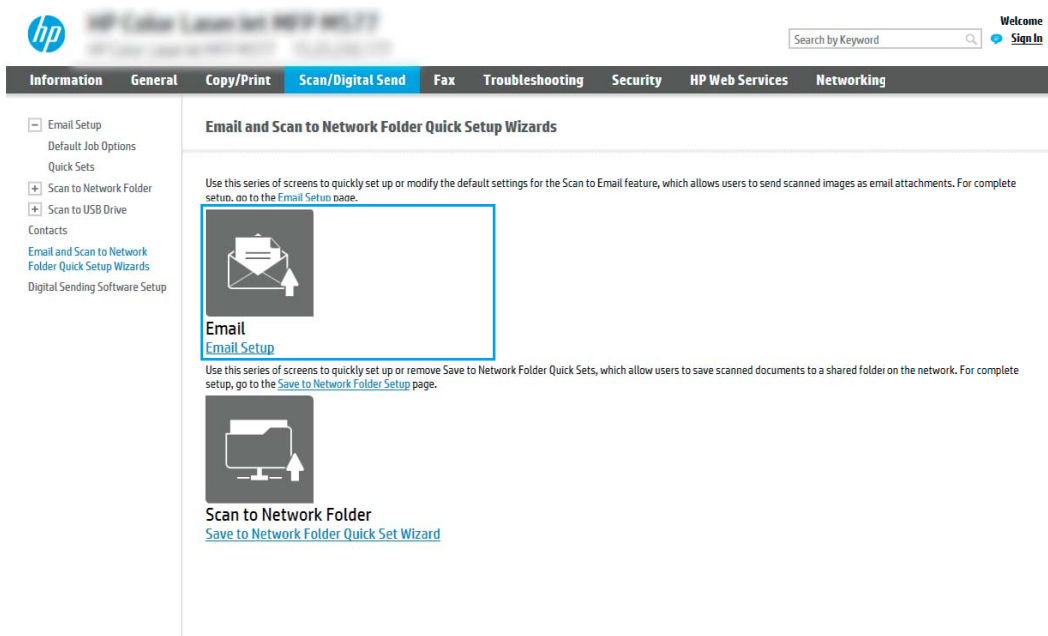 hp
Welcome
Search by Keyword
Sign In
Information General Copy/Print Scan/Digital Send Fax Troubleshooting Security HP Web Services Networking
Email Setup
Default Job Options
Quick Sets
Scan to Network Folder
Scan to USB Drive
Contacts
Email and Scan to Network
Folder Quick Setup Wizards
Digital Sending Software Setup
Email and Scan to Network Folder Quick Setup Wizards
Use this series of screens to quickly set up or modify the default settings for the Scan to Email feature, which allows users to send scanned images as email attachments. For complete
setup, go to the Email Setup page.
Email
Email Setup
Use this series of screens to quickly set up or remove Save to Network Folder Quick Sets, which allow users to save scanned documents to a shared folder on the network. For complete
setup, go to the Save to Network Folder Setup page.
Scan to Network Folder
Save to Network Folder Quick Set Wizard